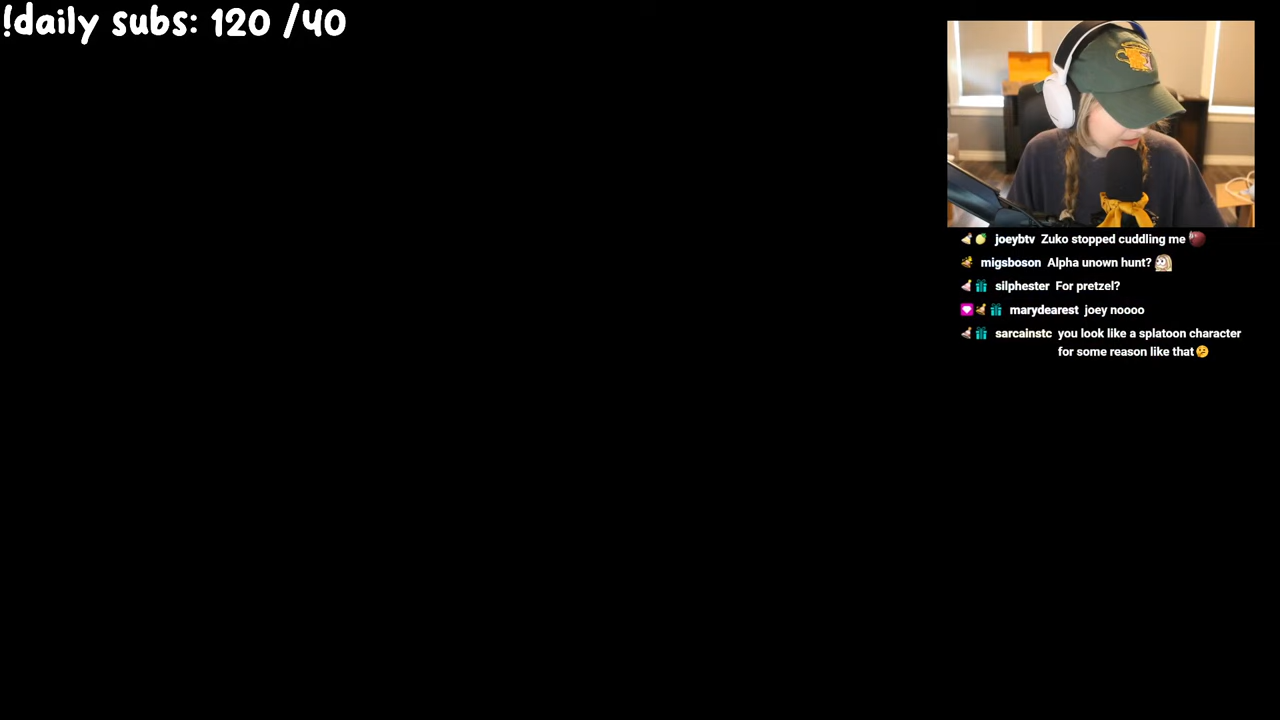 !daily subs: 120 /40
joeybtv Zuko stopped cuddling me
migsboson Alpha unown hunt?
silphester For pretzel?
marydearest joey noooo
sarcainstc you look like a splatoon character
for some reason like that